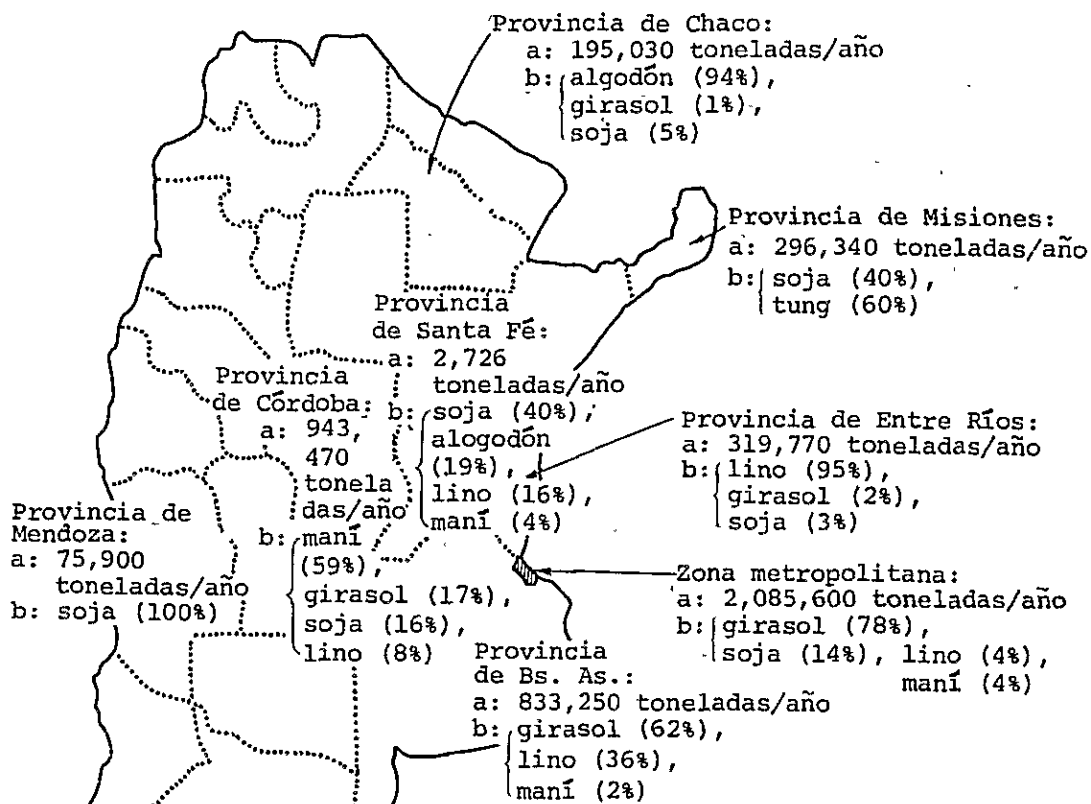 Provincia de Chaco:
a: 195,030 toneladas/año
b: algodón (94%),
girasol (1%),
soja (5%)
Provincia de Misiones:
a: 296,340 toneladas/año
b: soja (40%),
tung (60%)
Provincia
de Santa Fé:
a: 2,726
toneladas/año
b: soja (40%),
alogodón
(19%),
lino (16%),
maní (4%)
Provincia
de Córdoba:
a: 943,
470
tonela
das/año
b: maní
(59%),
girasol (17%),
soja (16%),
lino (8%)
Provincia de Entre Ríos:
a: 319,770 toneladas/año
b: lino (95%),
girasol (2%),
soja (3%)
Provincia de
Mendoza:
a: 75,900
toneladas/año
b: soja (100%)
Zona metropolitana:
a: 2,085,600 toneladas/año
b: girasol (78%),
soja (14%), lino (4%),
maní (4%)
Provincia
de Bs. As.:
a: 833,250 toneladas/año
b: girasol (62%),
lino (36%),
maní (2%)